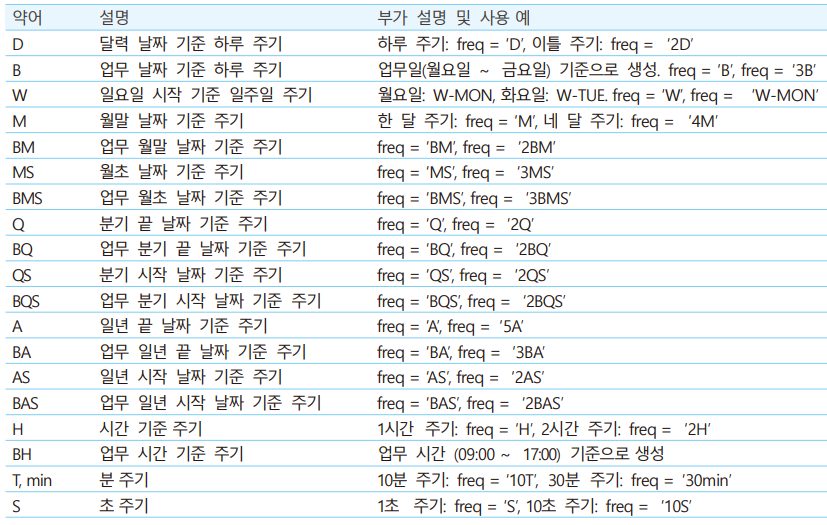 약어 설명 부가 설명 및 사용 예
D 달력 날짜 기준 하루 주기 하루 주기: freq = 'D', 이틀 주기: freq = '2D'
B 업무 날짜 기준 하루 주기 업무일(월요일 ~ 금요일) 기준으로 생성. freq = 'B', freq = '3B'
W 일요일 시작 기준 일주일 주기 월요일: W-MON, 화요일: W-TUE. freq = 'W', freq = 'W-MON'
M 월말 날짜 기준 주기 한 달 주기: freq = 'M', 네 달 주기: freq = '4M'
BM 업무 월말 날짜 기준 주기 freq = 'BM', freq = '2BM'
MS 월초 날짜 기준 주기 freq = 'MS', freq = '3MS'
BMS 업무 월초 날짜 기준 주기 freq = 'BMS', freq = '3BMS'
Q 분기 끝 날짜 기준 주기 freq = 'Q', freq = '2Q'
BQ 업무 분기 끝 날짜 기준 주기 freq = 'BQ', freq = '2BQ'
QS 분기 시작 날짜 기준 주기 freq = 'QS', freq = '2QS'
BQS 업무 분기 시작 날짜 기준 주기 freq = 'BQS', freq = '2BQS'
A 일년 끝 날짜 기준 주기 freq = 'A', freq = '5A'
BA 업무 일년 끝 날짜 기준 주기 freq = 'BA', freq = '3BA'
AS 일년 시작 날짜 기준 주기 freq = 'AS', freq = '2AS'
BAS 업무 일년 시작 날짜 기준 주기 freq = 'BAS', freq = '2BAS'
H 시간 기준 주기 1시간 주기: freq = 'H', 2시간 주기: freq = '2H'
BH 업무 시간 기준 주기 업무 시간 (09:00 ~ 17:00) 기준으로 생성
T, min 분 주기 10분 주기: freq = '10T', 30분 주기: freq = '30min'
S 초 주기 1초 주기: freq = 'S', 10초 주기: freq = '10S'